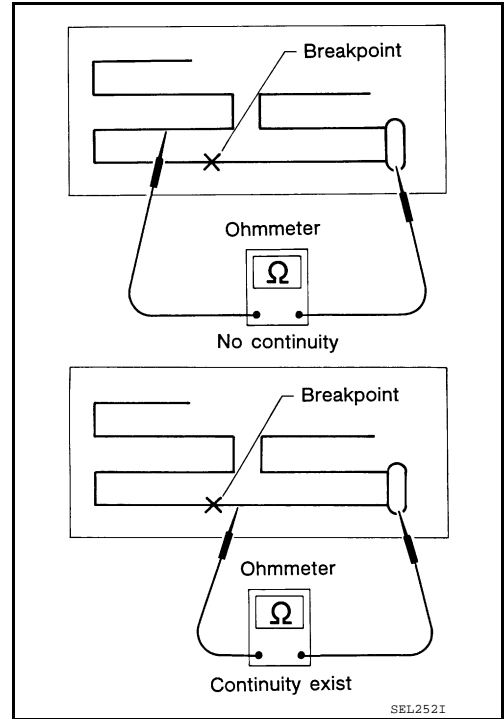 Breakpoint
Ohmmeter
Ω
No continuity
Breakpoint
Ohmmeter
Ω
Continuity exist
SEL252I